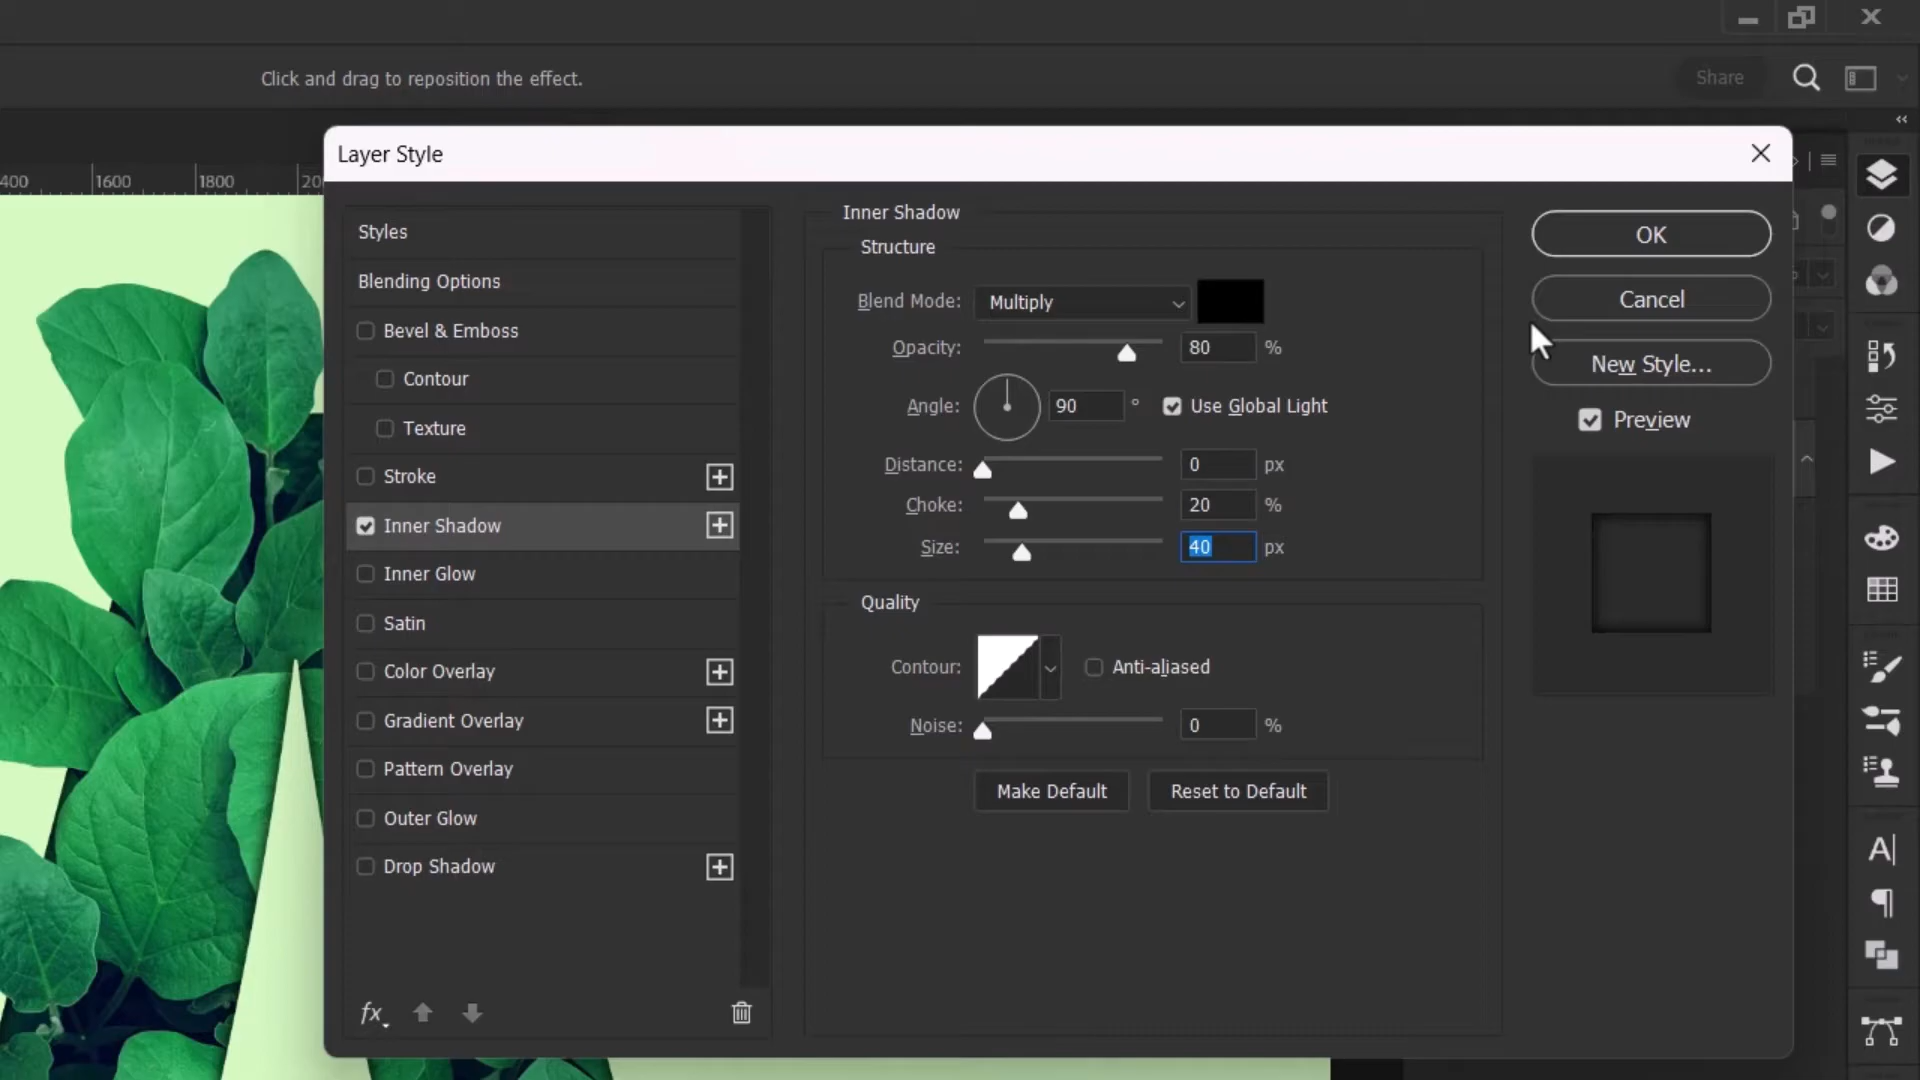 Click and drag to reposition the effect.
Share
Layer Style
400 1600 1800 20
Styles
Blending Options
Bevel & Emboss
Contour
Texture
Stroke
Inner Shadow
Inner Glow
Satin
Color Overlay
Gradient Overlay
Pattern Overlay
Outer Glow
Drop Shadow
fx
Inner Shadow
Structure
Blend Mode: Multiply
Opacity: 80 %
Angle: 90 ° Use Global Light
Distance: 0 px
Choke: 20 %
Size: 40 px
Quality
Contour: Anti-aliased
Noise: 0 %
Make Default Reset to Default
OK
Cancel
New Style...
Preview